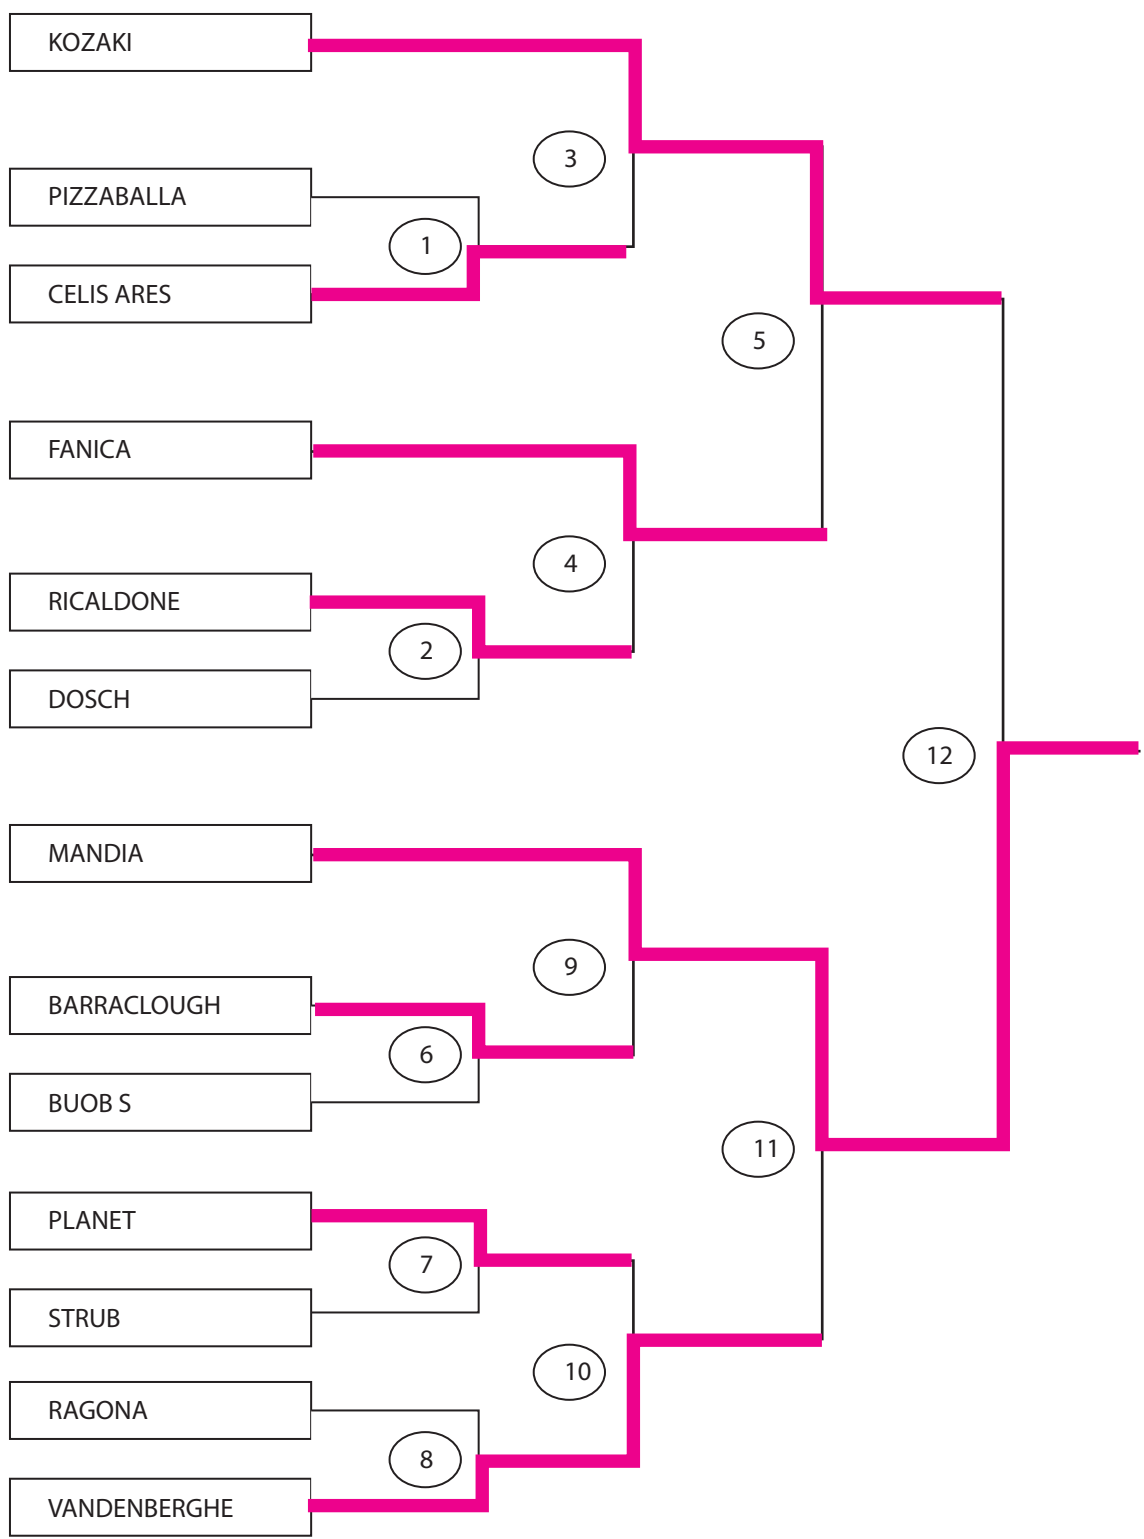 KOZAKI
3
PIZZABALLA
1
CELIS ARES
5
FANICA
4
RICALDONE
2
DOSCH
12
MANDIA
9
BARRACLOUGH
6
BUOB S
11
PLANET
7
STRUB
10
RAGONA
8
VANDENBERGHE